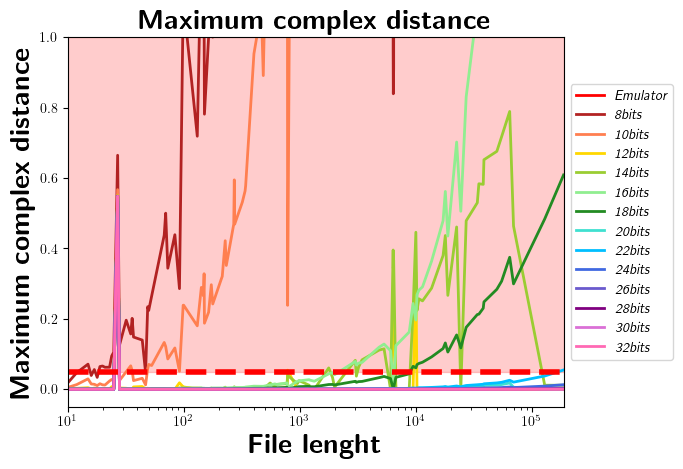 Maximum complex distance
Maximum complex distance
1.0
0.8
0.6
0.4
0.2
0.0
10¹
10²
10³
10⁴
10⁵
File lenght
Emulator
8bits
10bits
12bits
14bits
16bits
18bits
20bits
22bits
24bits
26bits
28bits
30bits
32bits